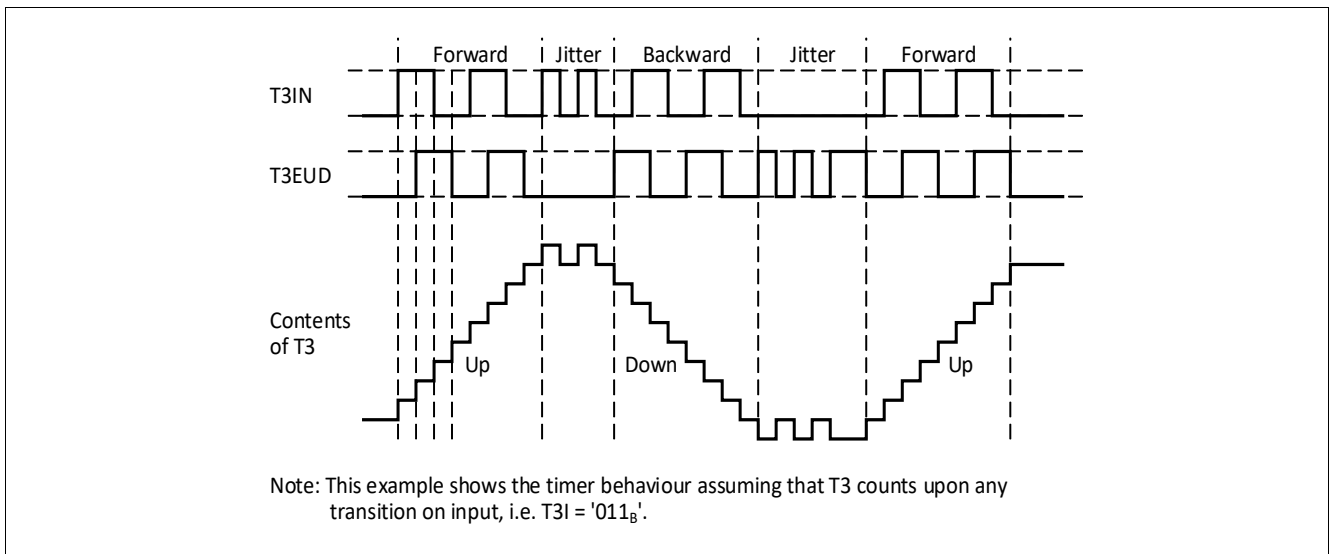 Forward Jitter Backward Jitter Forward
T3IN
T3EUD
Contents
of T3
Up Down Up
Note: This example shows the timer behaviour assuming that T3 counts upon any
transition on input, i.e. T3I = '011B'.